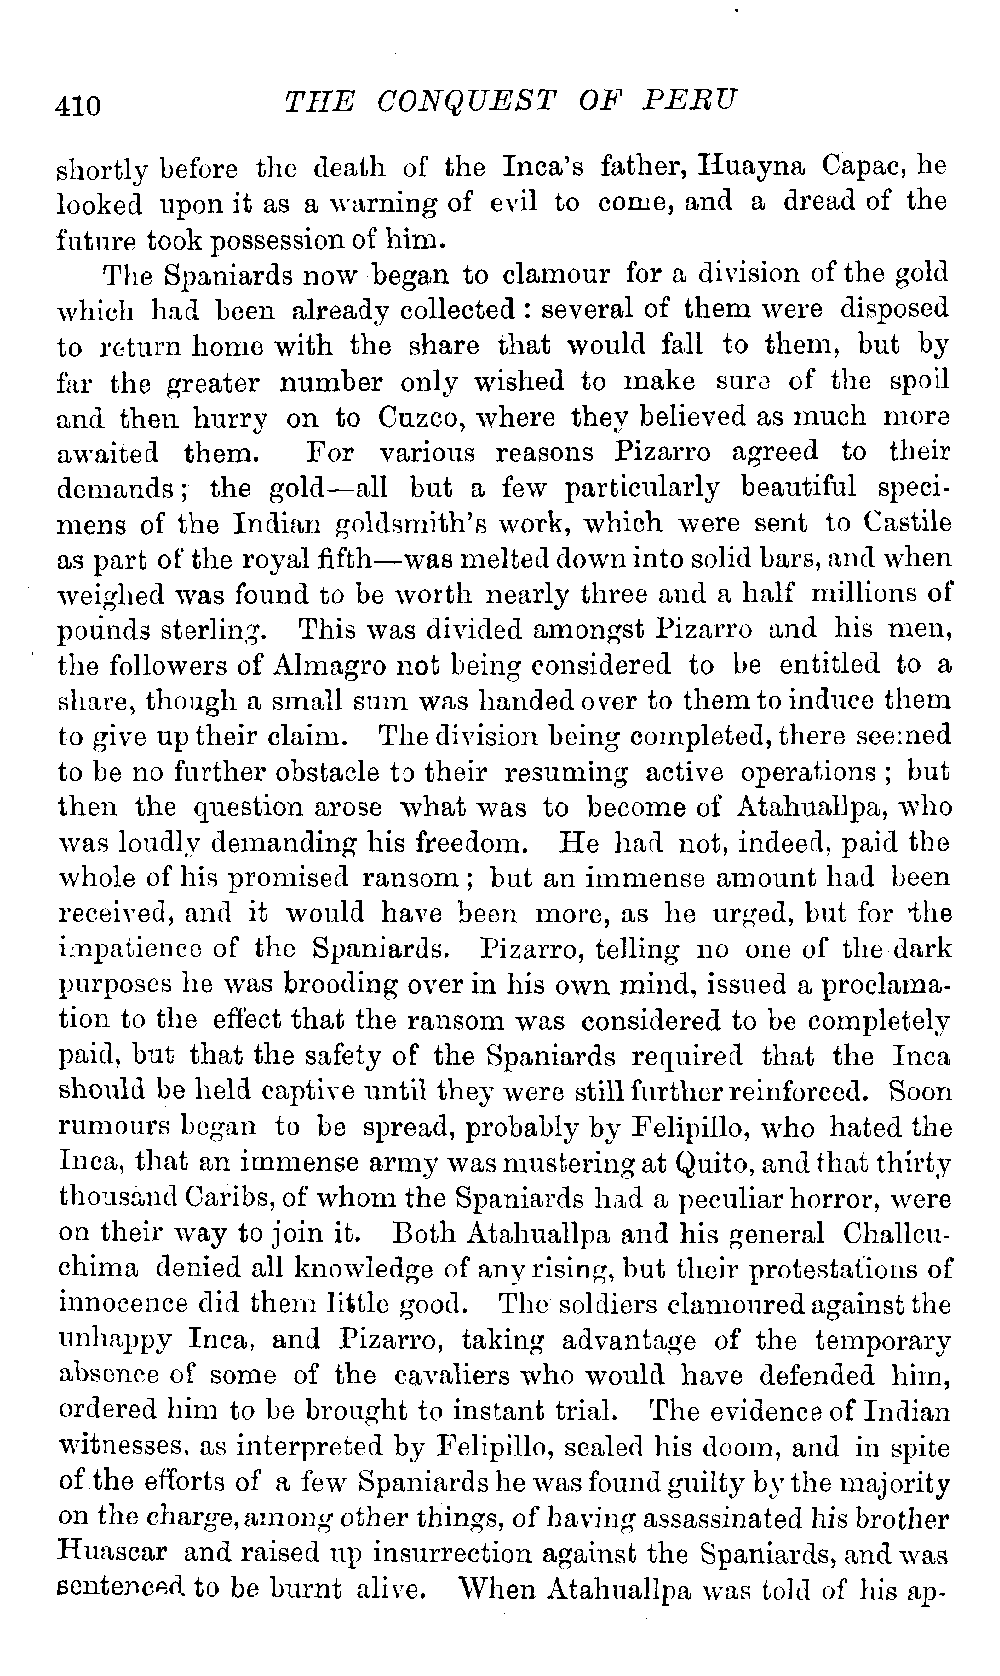 410 THE CONQUEST OF PERU
shortly before the death of the Inca's father, Huayna Capac, he
looked upon it as a warning of evil to come, and a dread of the
future took possession of him.
The Spaniards now began to clamour for a division of the gold
which had been already collected : several of them were disposed
to return home with the share that would fall to them, but by
far the greater number only wished to make sure of the spoil
and then hurry on to Cuzco, where they believed as much more
awaited them. For various reasons Pizarro agreed to their
demands ; the gold—all but a few particularly beautiful speci-
mens of the Indian goldsmith's work, which were sent to Castile
as part of the royal fifth—was melted down into solid bars, and when
weighed was found to be worth nearly three and a half millions of
pounds sterling. This was divided amongst Pizarro and his men,
the followers of Almagro not being considered to be entitled to a
share, though a small sum was handed over to them to induce them
to give up their claim. The division being completed, there seemed
to be no further obstacle to their resuming active operations ; but
then the question arose what was to become of Atahuallpa, who
was loudly demanding his freedom. He had not, indeed, paid the
whole of his promised ransom ; but an immense amount had been
received, and it would have been more, as he urged, but for the
impatience of the Spaniards. Pizarro, telling no one of the dark
purposes he was brooding over in his own mind, issued a proclama-
tion to the effect that the ransom was considered to be completely
paid, but that the safety of the Spaniards required that the Inca
should be held captive until they were still further reinforced. Soon
rumours began to be spread, probably by Felipillo, who hated the
Inca, that an immense army was mustering at Quito, and that thirty
thousand Caribs, of whom the Spaniards had a peculiar horror, were
on their way to join it. Both Atahuallpa and his general Challcu-
chima denied all knowledge of any rising, but their protestations of
innocence did them little good. The soldiers clamoured against the
unhappy Inca, and Pizarro, taking advantage of the temporary
absence of some of the cavaliers who would have defended him,
ordered him to be brought to instant trial. The evidence of Indian
witnesses, as interpreted by Felipillo, sealed his doom, and in spite
of the efforts of a few Spaniards he was found guilty by the majority
on the charge, among other things, of having assassinated his brother
Huascar and raised up insurrection against the Spaniards, and was
sentenced to be burnt alive. When Atahuallpa was told of his ap-